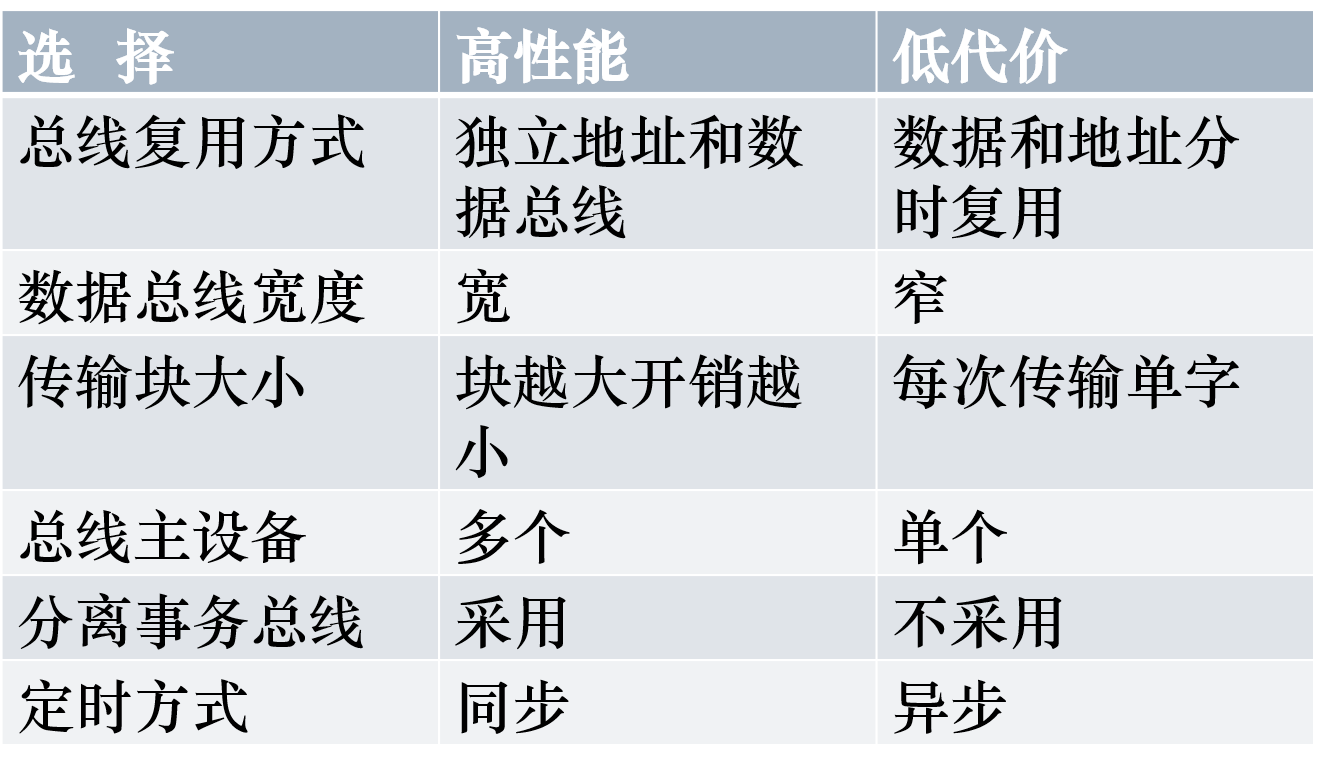 选 择 高性能 低代价
总线复用方式 独立地址和数 数据和地址分
据总线 时复用
数据总线宽度 宽 窄
传输块大小 块越大开销越 每次传输单字
小
总线主设备 多个 单个
分离事务总线 采用 不采用
定时方式 同步 异步